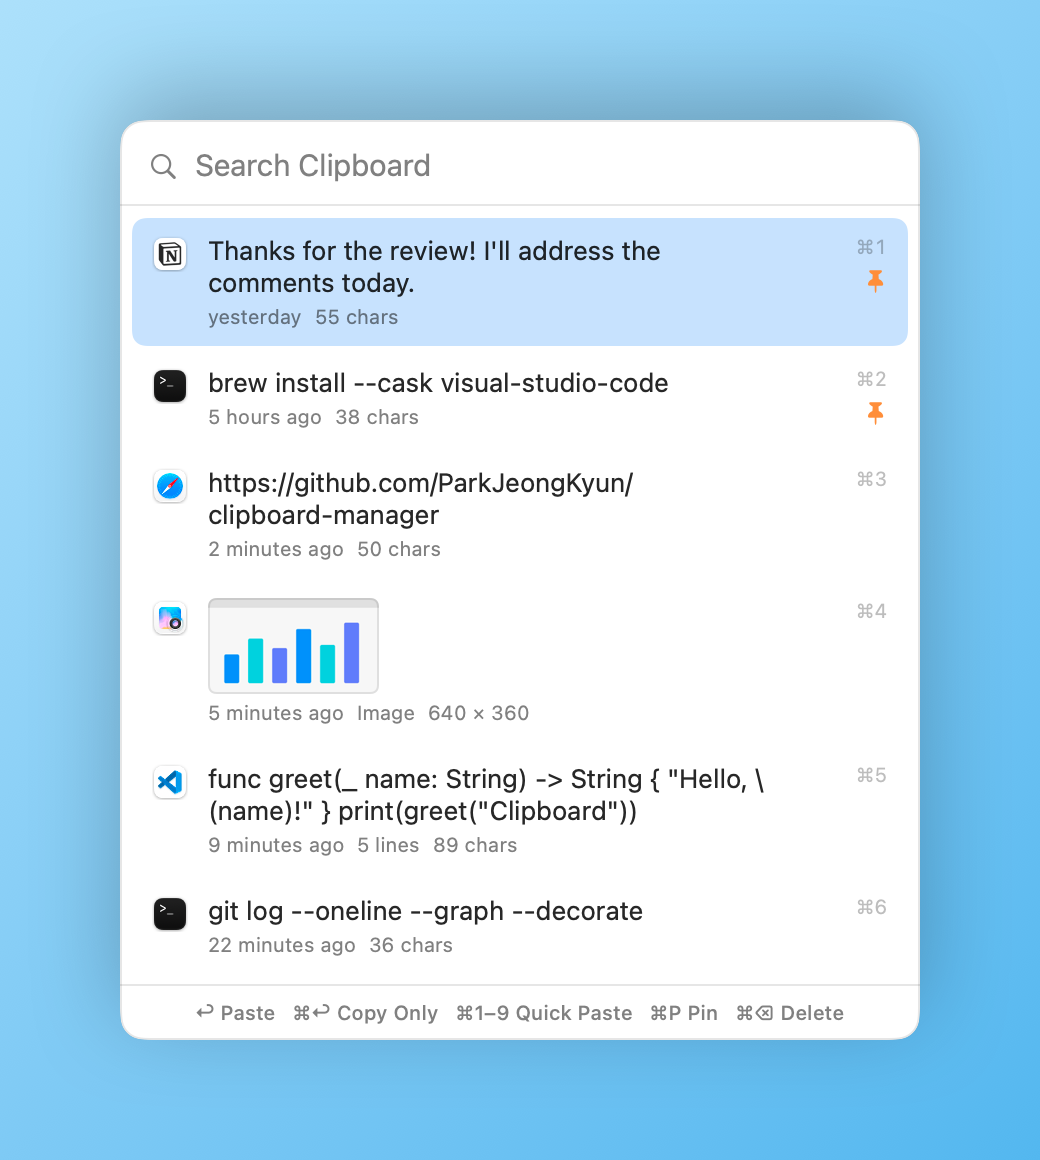 Search Clipboard
Thanks for the review! I'll address the
⌘1
comments today.
yesterday 55 chars
brew install --cask visual-studio-code
⌘2
5 hours ago 38 chars
https://github.com/ParkJeongKyun/
⌘3
clipboard-manager
2 minutes ago 50 chars
⌘4
5 minutes ago Image 640 × 360
func greet(_ name: String) -> String { "Hello, \
⌘5
(name)!" } print(greet("Clipboard"))
9 minutes ago 5 lines 89 chars
git log --oneline --graph --decorate
⌘6
22 minutes ago 36 chars
↩ Paste ⌘↩ Copy Only ⌘1–9 Quick Paste ⌘P Pin ⌘⌫ Delete